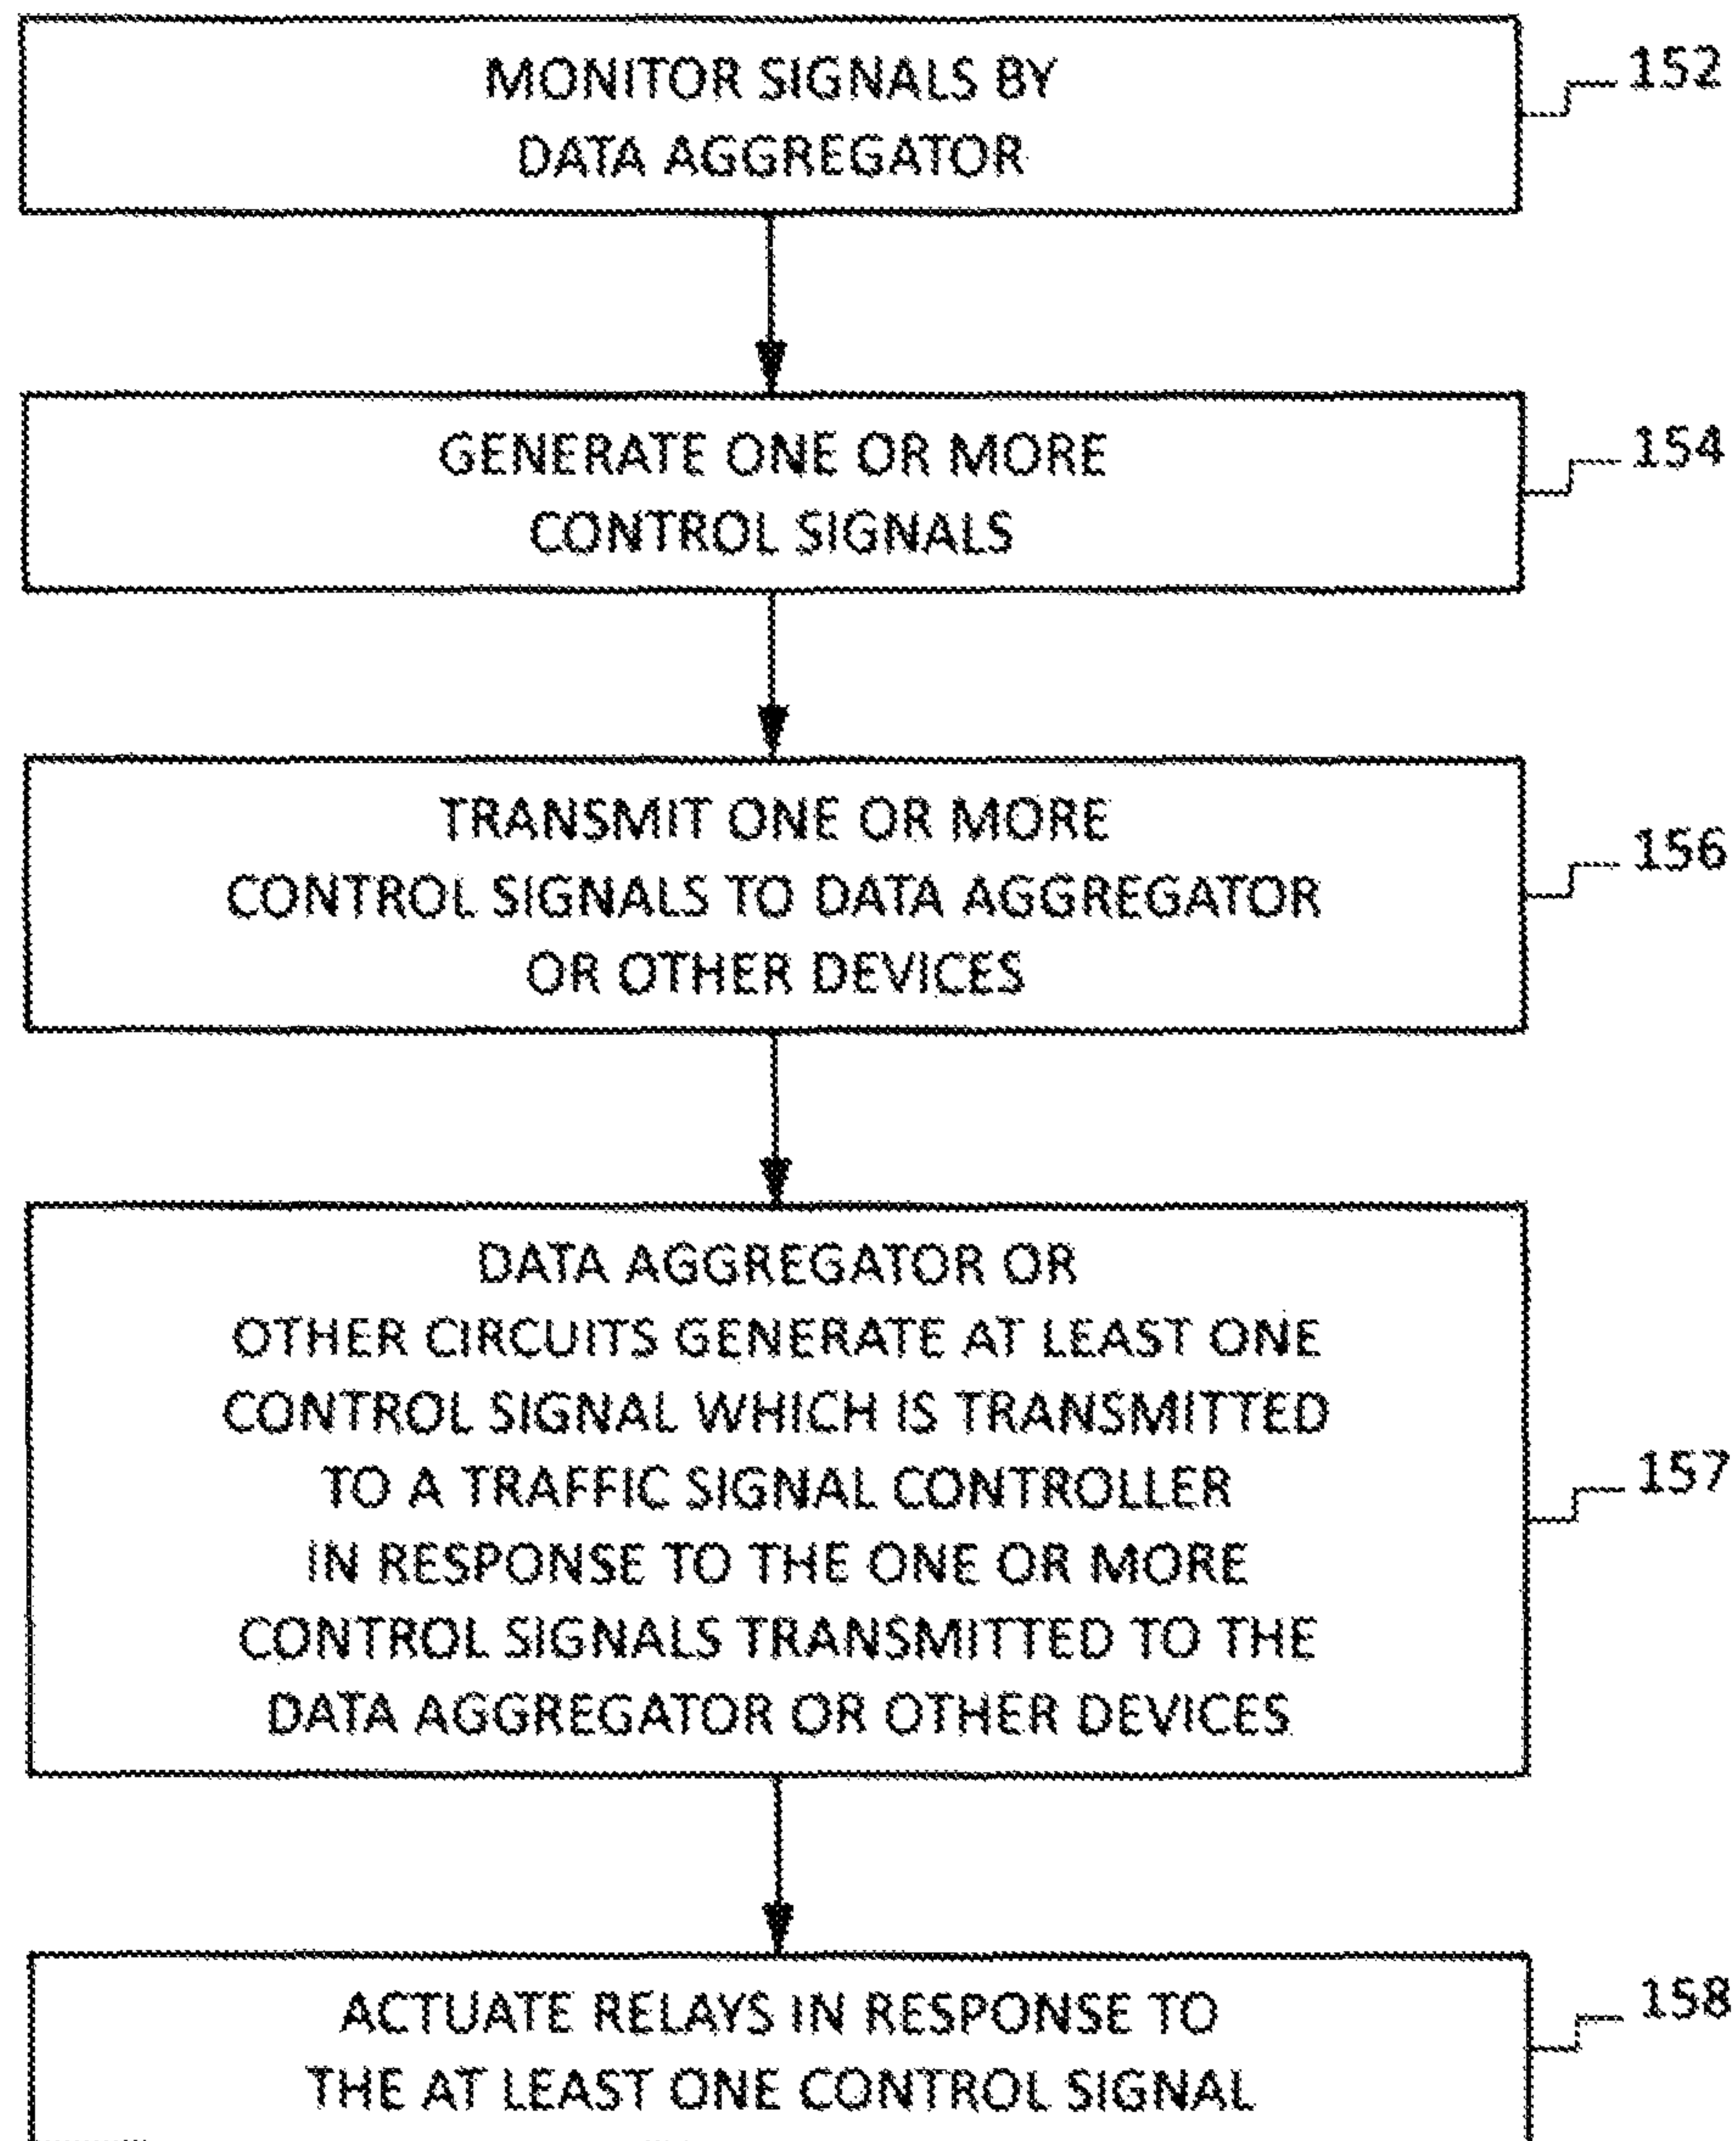 MONITOR SIGNALS BY
DATA AGGREGATOR
152
GENERATE ONE OR MORE
CONTROL SIGNALS
154
TRANSMIT ONE OR MORE
CONTROL SIGNALS TO DATA AGGREGATOR
OR OTHER DEVICES
156
DATA AGGREGATOR OR
OTHER CIRCUITS GENERATE AT LEAST ONE
CONTROL SIGNAL WHICH IS TRANSMITTED
TO A TRAFFIC SIGNAL CONTROLLER
IN RESPONSE TO THE ONE OR MORE
CONTROL SIGNALS TRANSMITTED TO THE
DATA AGGREGATOR OR OTHER DEVICES
157
ACTUATE RELAYS IN RESPONSE TO
THE AT LEAST ONE CONTROL SIGNAL
158